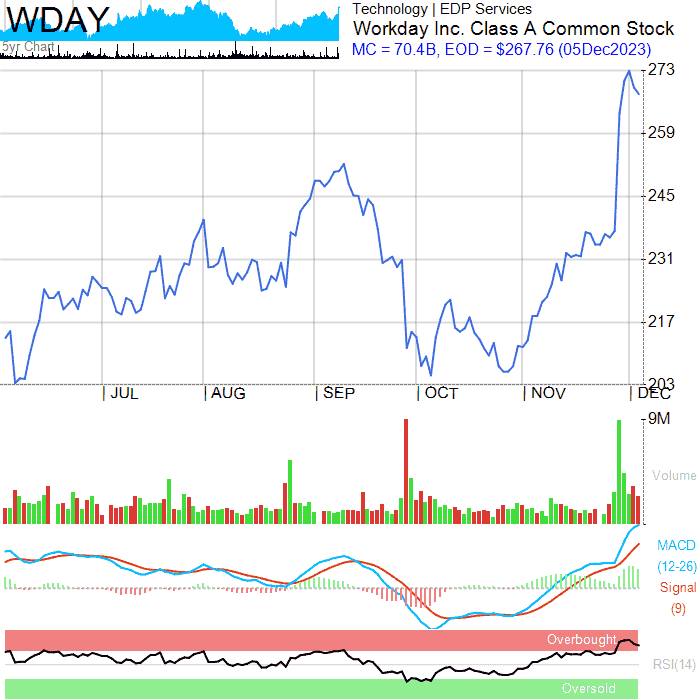 WDAY
5yr Chart
Technology | EDP Services
Workday Inc. Class A Common Stock
MC = 70.4B, EOD = $267.76 (05Dec2023)
273
259
245
231
217
203
| JUL | AUG | SEP | OCT | NOV | DEC
9M
Volume
MACD
(12-26)
Signal
(9)
Overbought
RSI(14)
Oversold